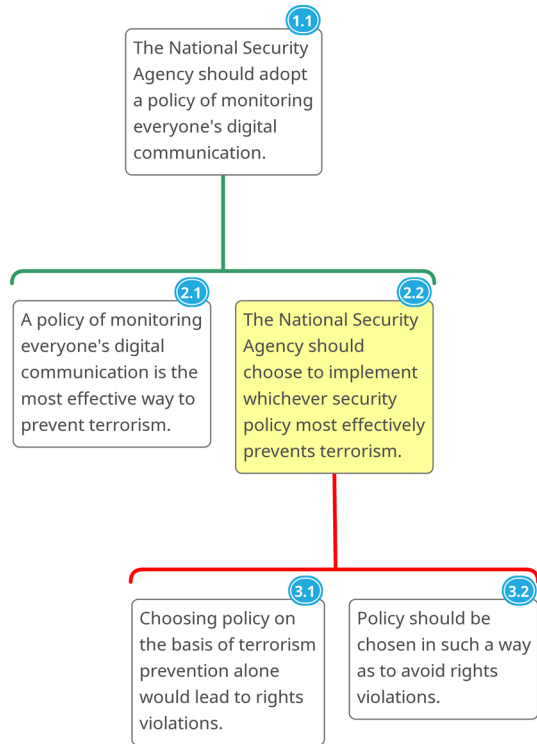 1.1
The National Security
Agency should adopt
a policy of monitoring
everyone's digital
communication.
2.1
A policy of monitoring
everyone's digital
communication is the
most effective way to
prevent terrorism.
2.2
The National Security
Agency should
choose to implement
whichever security
policy most effectively
prevents terrorism.
3.1
Choosing policy on
the basis of terrorism
prevention alone
would lead to rights
violations.
3.2
Policy should be
chosen in such a way
as to avoid rights
violations.